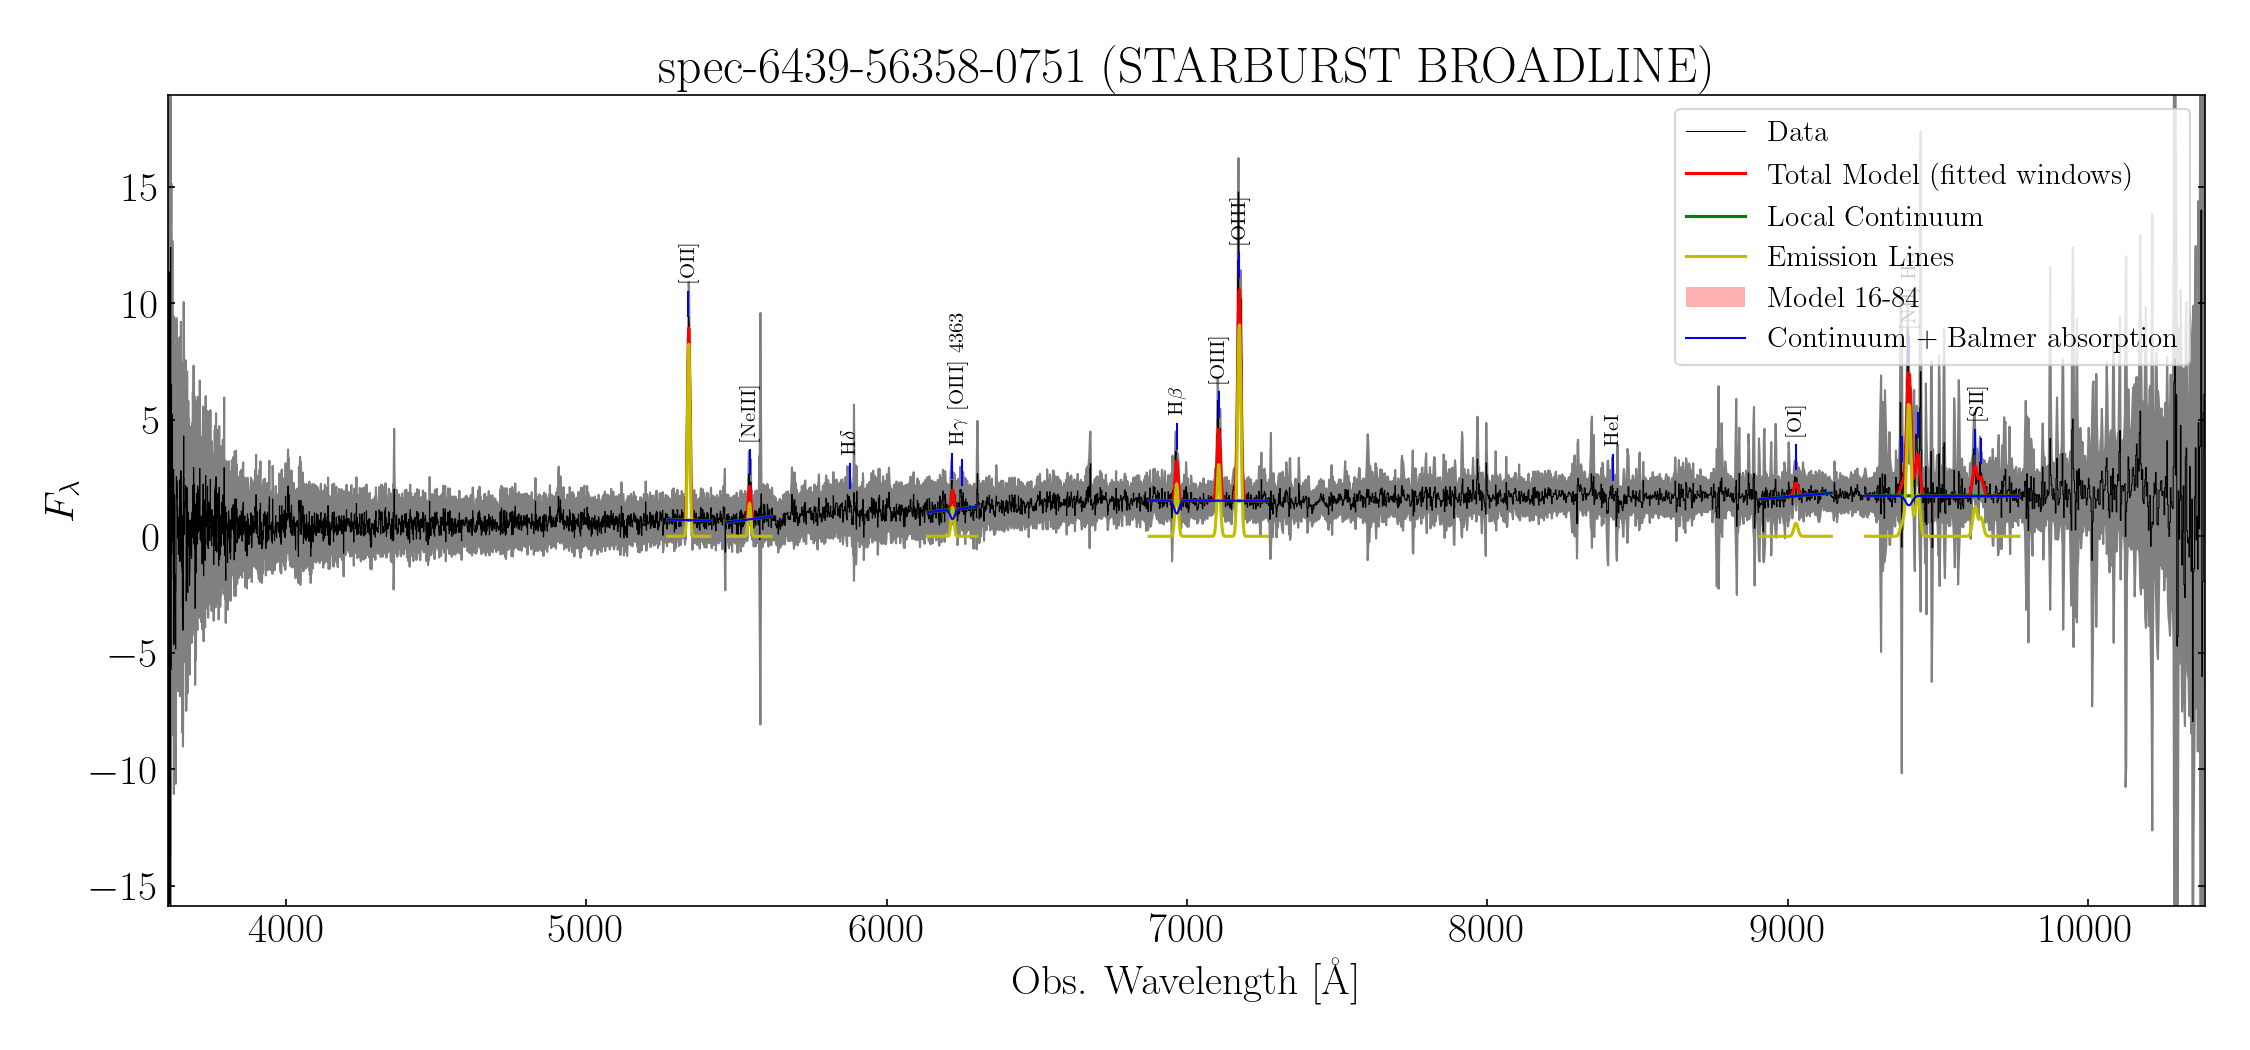 spec-6439-56358-0751 (STARBURST BROADLINE)
Data
Total Model (fitted windows)
Local Continuum
Emission Lines
Model 16-84
Continuum + Balmer absorption
[OII]
[NeIII]
Hδ
Hγ
[OIII] 4363
Hβ
[OIII]
[OIII]
HeI
[OI]
[SII]
15
10
5
0
−5
−10
−15
4000
5000
6000
7000
8000
9000
10000
F_λ
Obs. Wavelength [Å]